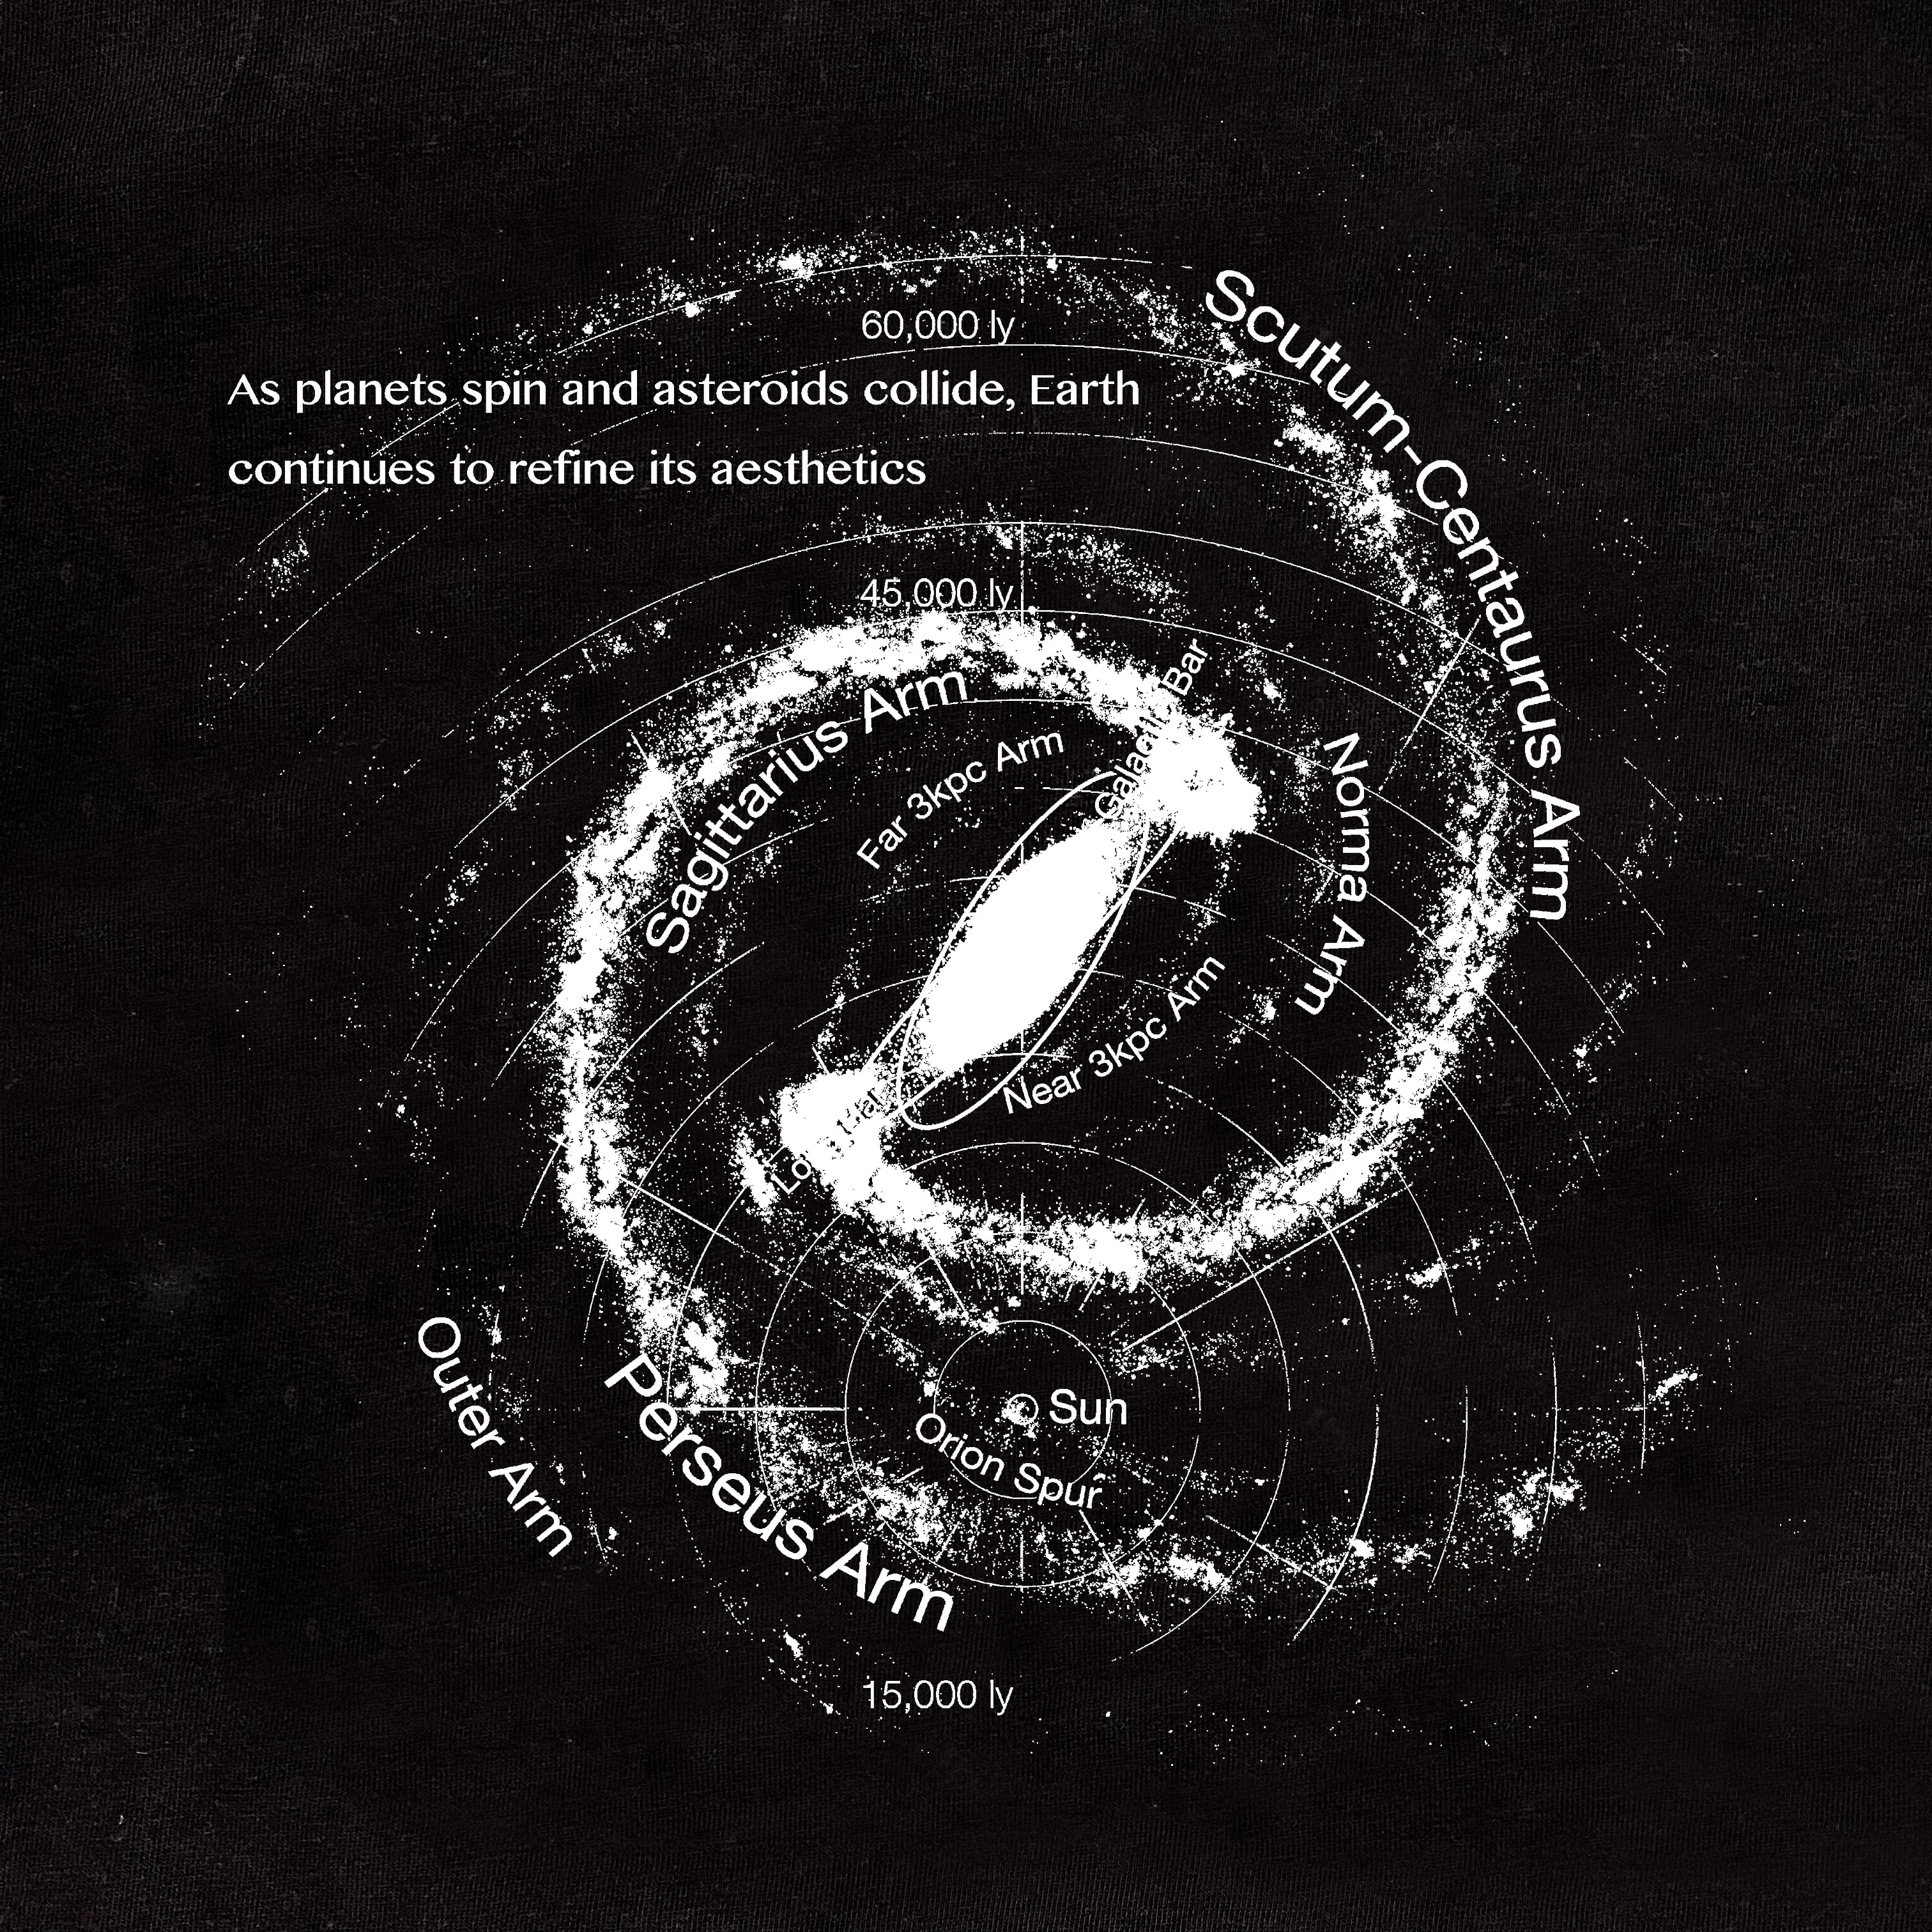 60,000 ly
As planets spin and asteroids collide, Earth
continues to refine its aesthetics
Scutum-Centaurus Arm
45,000 ly
Sagittarius Arm
Far 3kpc Arm
Galactic Bar
Norma Arm
Near 3kpc Arm
Outer Arm
Perseus Arm
Sun
Orion Spur
15,000 ly